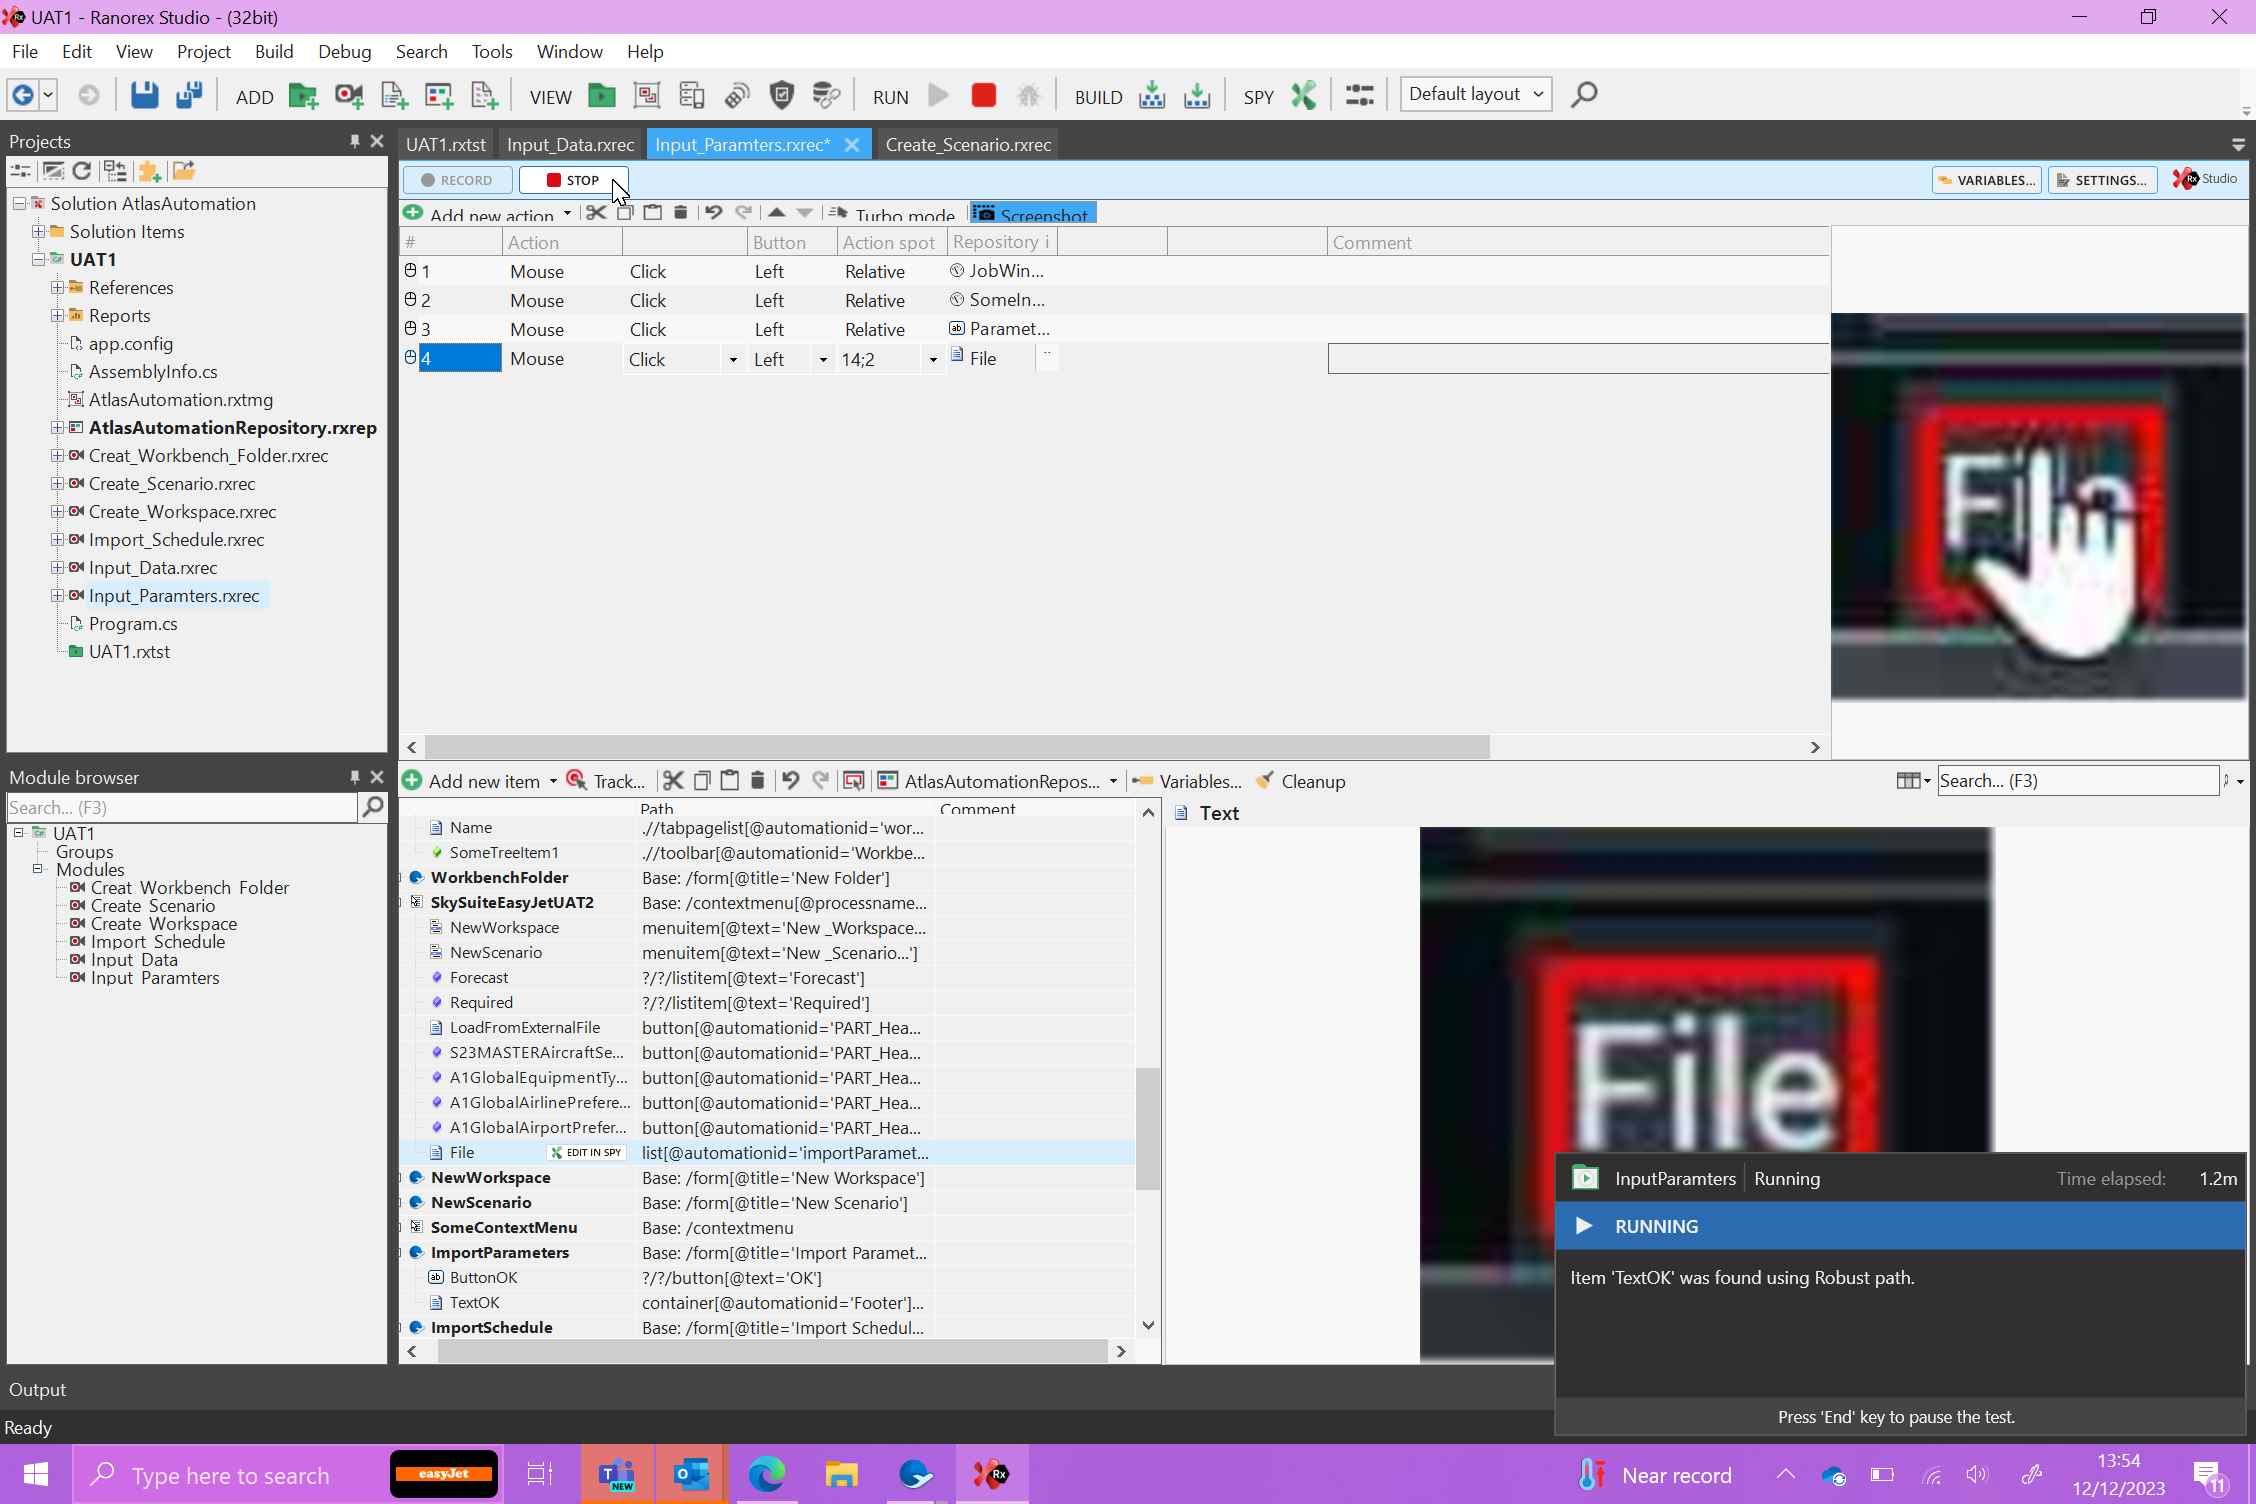 UAT1 - Ranorex Studio - (32bit)
File Edit View Project Build Debug Search Tools Window Help
ADD VIEW RUN BUILD SPY Default layout
Projects
UAT1.rxtst Input_Data.rxrec Input_Paramters.rxrec* Create_Scenario.rxrec
RECORD STOP VARIABLES... SETTINGS... Studio
Add new action Turbo mode Screenshot
# Action Button Action spot Repository i Comment
1 Mouse Click Left Relative JobWin...
2 Mouse Click Left Relative SomeIn...
3 Mouse Click Left Relative Paramet...
4 Mouse Click Left 14;2 File
Solution AtlasAutomation
Solution Items
UAT1
References
Reports
app.config
AssemblyInfo.cs
AtlasAutomation.rxtmg
AtlasAutomationRepository.rxrep
Creat_Workbench_Folder.rxrec
Create_Scenario.rxrec
Create_Workspace.rxrec
Import_Schedule.rxrec
Input_Data.rxrec
Input_Paramters.rxrec
Program.cs
UAT1.rxtst
File
Module browser
Search... (F3)
UAT1
Groups
Modules
Creat Workbench Folder
Create Scenario
Create Workspace
Import Schedule
Input Data
Input Paramters
Add new item Track... AtlasAutomationRepos... Variables... Cleanup Search... (F3)
Path Comment
Name .//tabpagelist[@automationid='wor...
SomeTreeItem1 .//toolbar[@automationid='Workbe...
WorkbenchFolder Base: /form[@title='New Folder']
SkySuiteEasyJetUAT2 Base: /contextmenu[@processname...
NewWorkspace menuitem[@text='New _Workspace...
NewScenario menuitem[@text='New _Scenario...']
Forecast ?/?/listitem[@text='Forecast']
Required ?/?/listitem[@text='Required']
LoadFromExternalFile button[@automationid='PART_Hea...
S23MASTERAircraftSe... button[@automationid='PART_Hea...
A1GlobalEquipmentTy... button[@automationid='PART_Hea...
A1GlobalAirlinePrefere... button[@automationid='PART_Hea...
A1GlobalAirportPrefer... button[@automationid='PART_Hea...
File EDIT IN SPY list[@automationid='importParamet...
NewWorkspace Base: /form[@title='New Workspace']
NewScenario Base: /form[@title='New Scenario']
SomeContextMenu Base: /contextmenu
ImportParameters Base: /form[@title='Import Paramet...
ButtonOK ?/?/button[@text='OK']
TextOK container[@automationid='Footer']...
ImportSchedule Base: /form[@title='Import Schedul...
Text
File
InputParamters Running Time elapsed: 1.2m
RUNNING
Item 'TextOK' was found using Robust path.
Press 'End' key to pause the test.
Output
Ready
Type here to search easyJet NEW Near record 13:54
12/12/2023 11